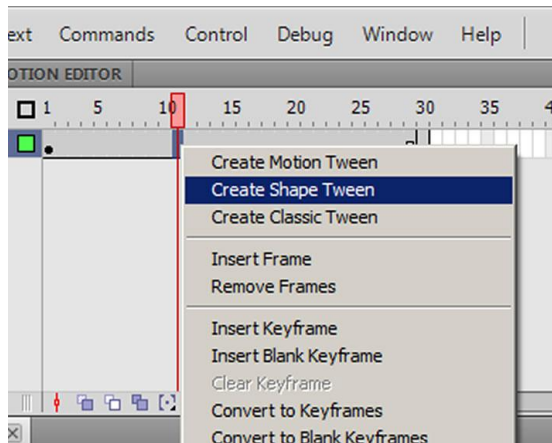 ext Commands Control Debug Window Help
OTION EDITOR
1 5 10 15 20 25 30 35 4
Create Motion Tween
Create Shape Tween
Create Classic Tween
Insert Frame
Remove Frames
Insert Keyframe
Insert Blank Keyframe
Clear Keyframe
Convert to Keyframes
Convert to Blank Keyframes